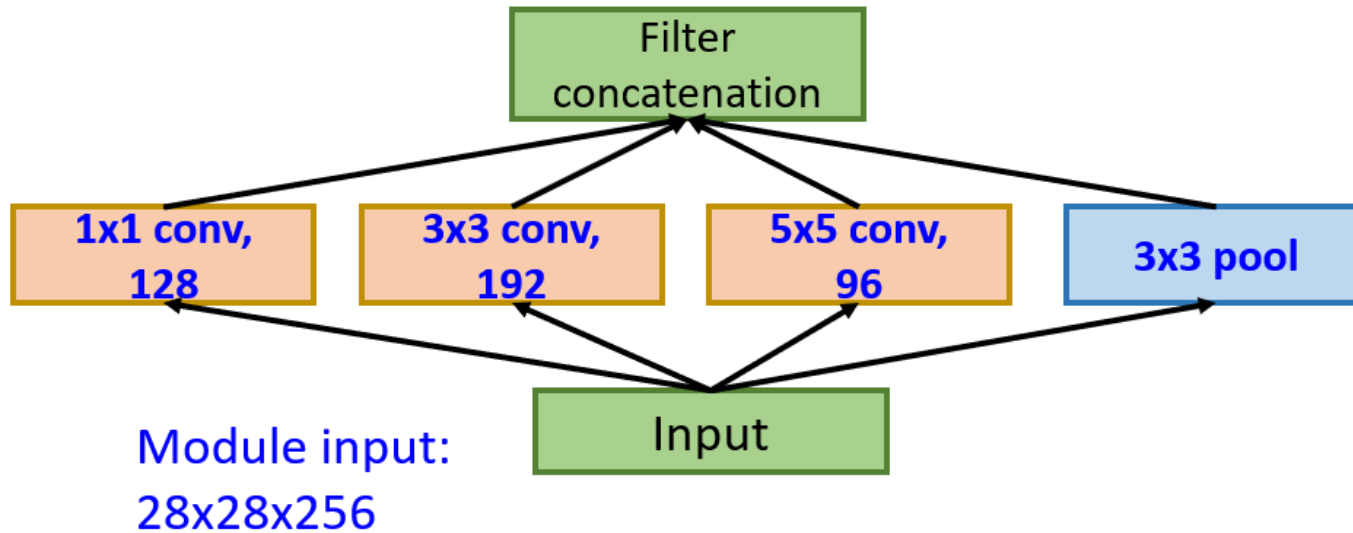 Filter
concatenation
1x1 conv,
128
3x3 conv,
192
5x5 conv,
96
3x3 pool
Input
Module input:
28x28x256